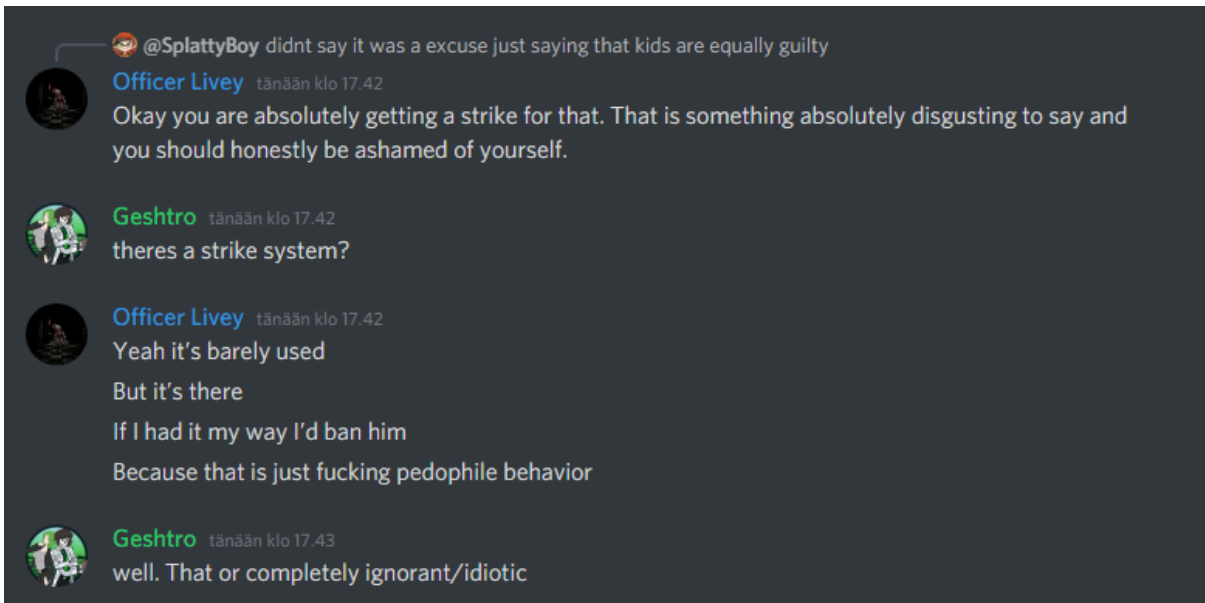 @SplattyBoy didnt say it was a excuse just saying that kids are equally guilty
Officer Livey tänään klo 17.42
Okay you are absolutely getting a strike for that. That is something absolutely disgusting to say and
you should honestly be ashamed of yourself.
Geshtro tänään klo 17.42
theres a strike system?
Officer Livey tänään klo 17.42
Yeah it’s barely used
But it’s there
If I had it my way I’d ban him
Because that is just fucking pedophile behavior
Geshtro tänään klo 17.43
well. That or completely ignorant/idiotic